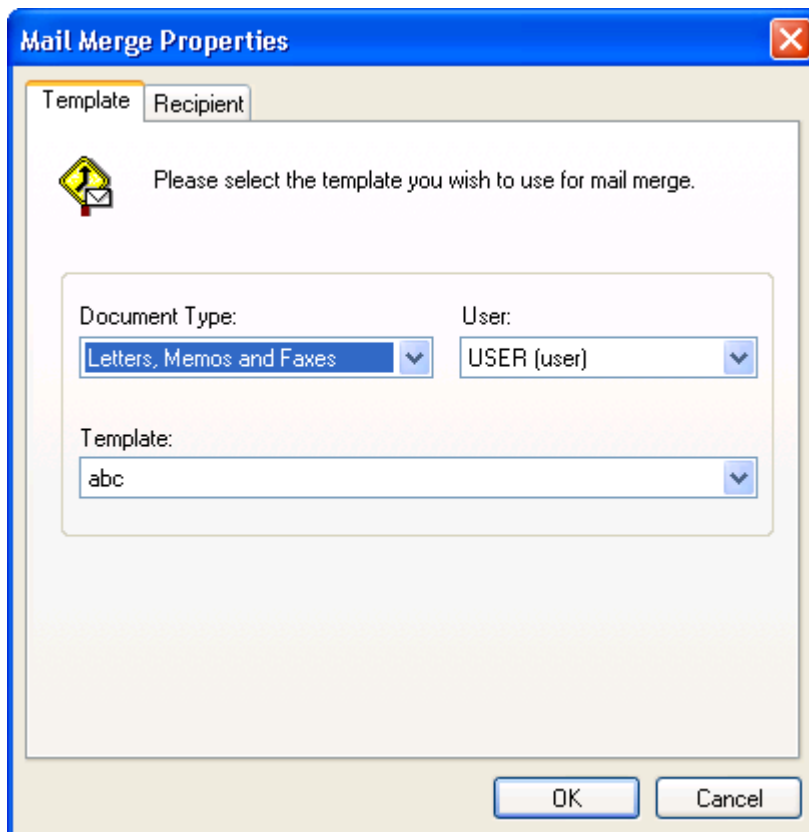 Mail Merge Properties
Template Recipient
Please select the template you wish to use for mail merge.
Document Type: User:
Letters, Memos and Faxes USER (user)
Template:
abc
OK Cancel